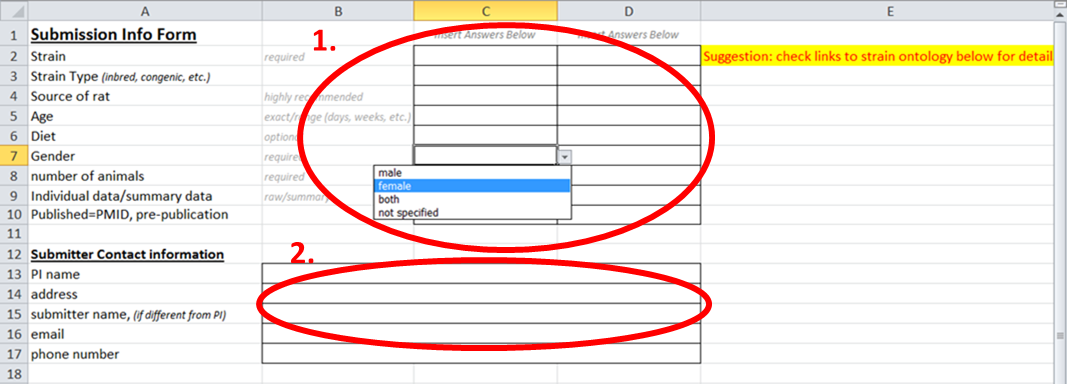 A B C D E
1 Submission Info Form 1. Insert Answers Below Insert Answers Below
2 Strain required Suggestion: check links to strain ontology below for detail
3 Strain Type (inbred, congenic, etc.)
4 Source of rat highly recommended
5 Age exact/range (days, weeks, etc.)
6 Diet optional
7 Gender required
male
8 number of animals required
female
9 Individual data/summary data raw/summary
both
not specified
10 Published=PMID, pre-publication
11
12 Submitter Contact information 2.
13 PI name
14 address
15 submitter name, (if different from PI)
16 email
17 phone number
18